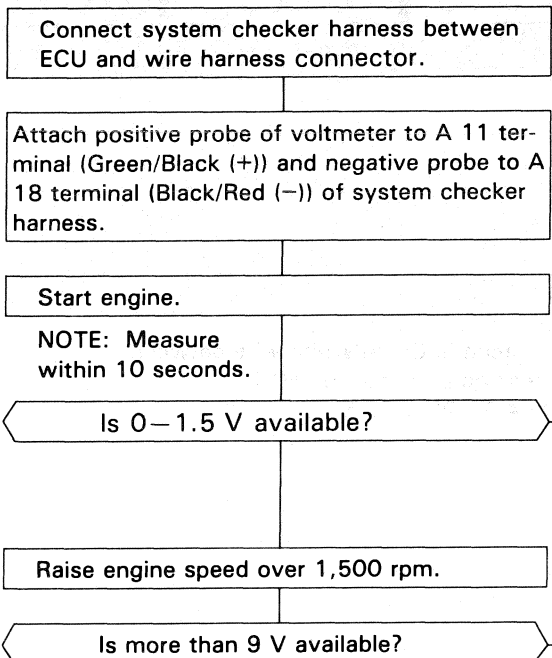 Connect system checker harness between
ECU and wire harness connector.
Attach positive probe of voltmeter to A 11 ter-
minal (Green/Black (+)) and negative probe to A
18 terminal (Black/Red (−)) of system checker
harness.
Start engine.
NOTE: Measure
within 10 seconds.
Is 0—1.5 V available?
Raise engine speed over 1,500 rpm.
Is more than 9 V available?